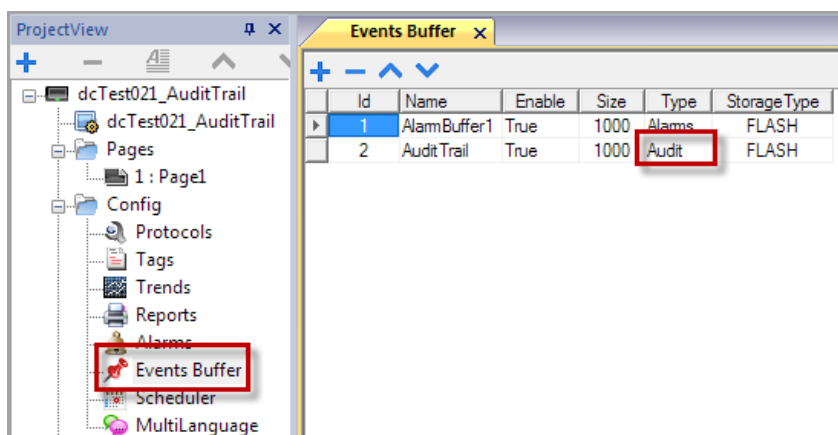 ProjectView
dcTest021_AuditTrail
dcTest021_AuditTrail
Pages
1 : Page1
Config
Protocols
Tags
Trends
Reports
Alarms
Events Buffer
Scheduler
MultiLanguage
Events Buffer
Id Name Enable Size Type StorageType
1 AlarmBuffer1 True 1000 Alarms FLASH
2 AuditTrail True 1000 Audit FLASH